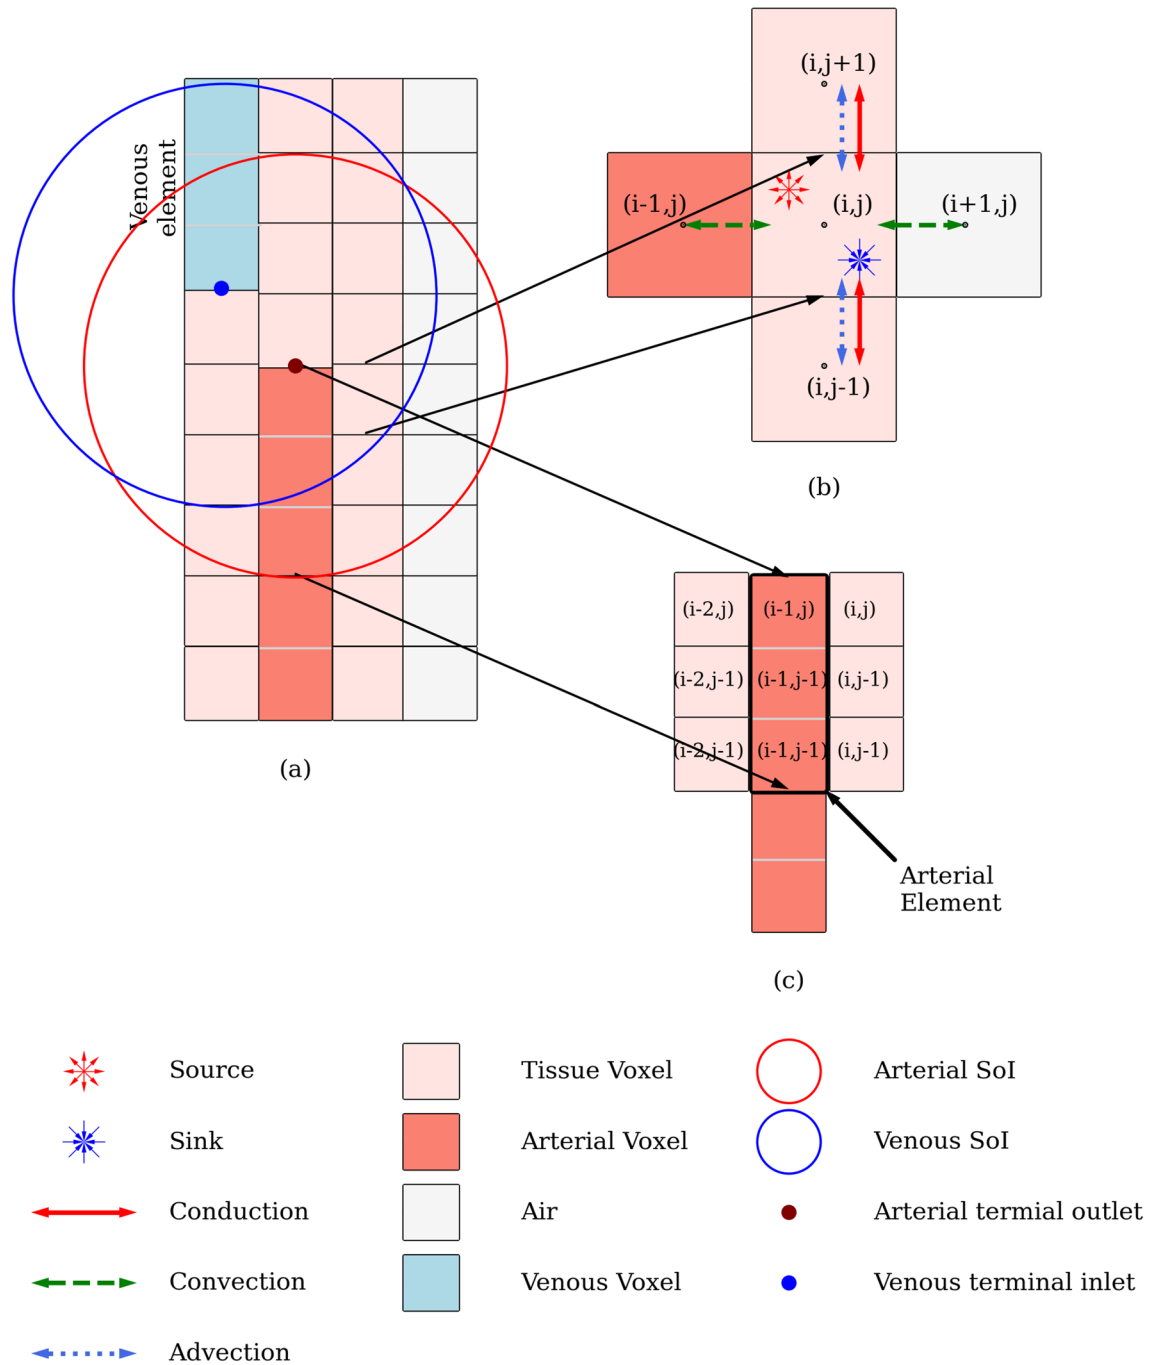 Venous
element
(a)
(i,j+1)
(i-1,j)
(i,j)
(i+1,j)
(i,j-1)
(b)
(i-2,j)
(i-1,j)
(i,j)
(i-2,j-1)
(i-1,j-1)
(i,j-1)
(i-2,j-1)
(i-1,j-1)
(i,j-1)
Arterial
Element
(c)
Source
Tissue Voxel
Arterial SoI
Sink
Arterial Voxel
Venous SoI
Conduction
Air
Arterial termial outlet
Convection
Venous Voxel
Venous terminal inlet
Advection